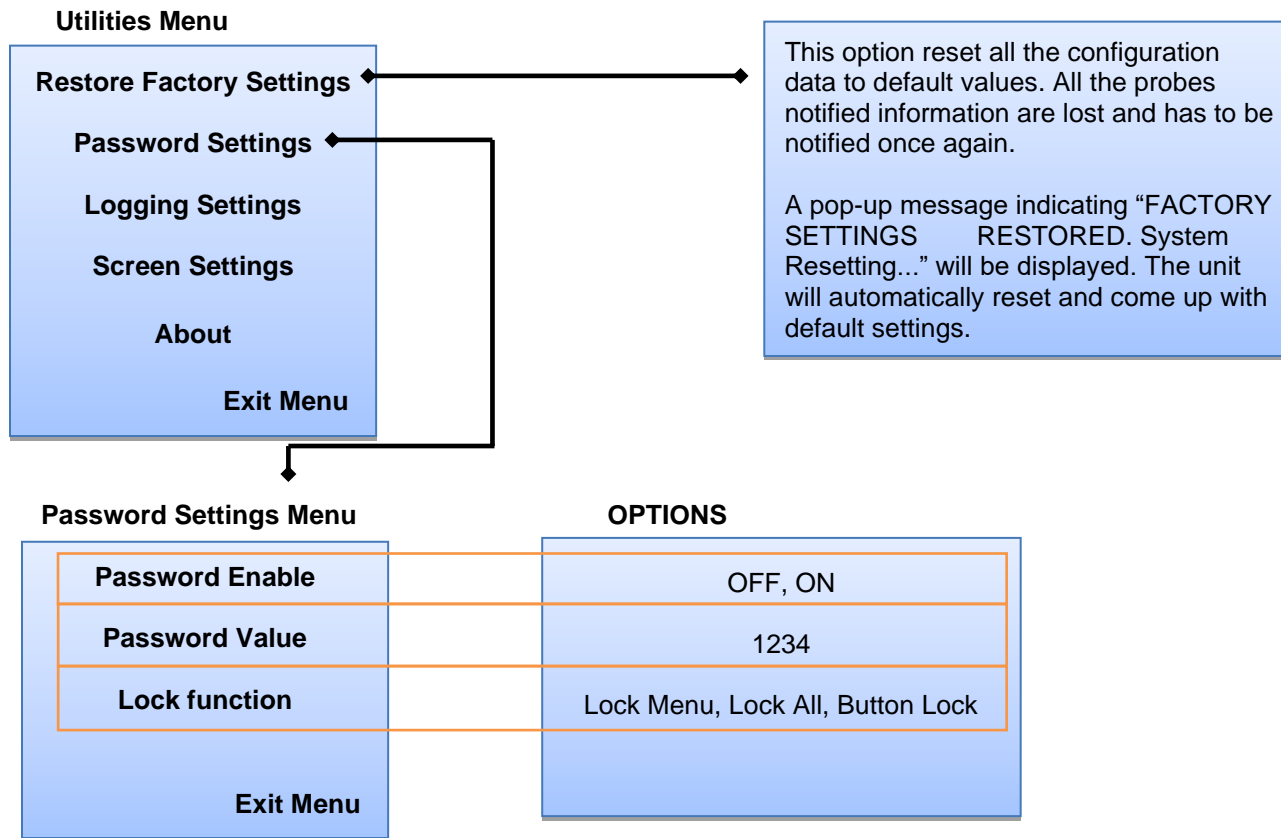 Utilities Menu
Restore Factory Settings
Password Settings
Logging Settings
Screen Settings
About
Exit Menu
This option reset all the configuration
data to default values. All the probes
notified information are lost and has to be
notified once again.
A pop-up message indicating “FACTORY
SETTINGS RESTORED. System
Resetting...” will be displayed. The unit
will automatically reset and come up with
default settings.
Password Settings Menu
OPTIONS
Password Enable
OFF, ON
Password Value
1234
Lock function
Lock Menu, Lock All, Button Lock
Exit Menu